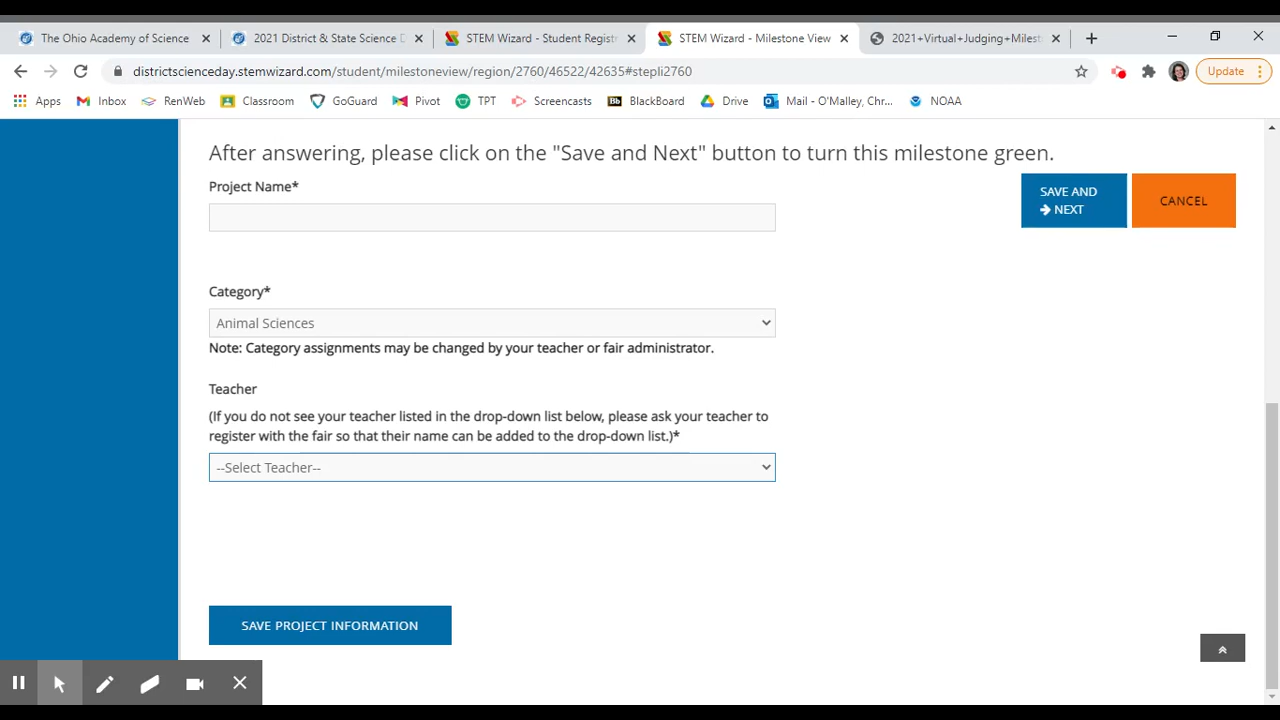 The Ohio Academy of Science
2021 District & State Science D
STEM Wizard - Student Registr
STEM Wizard - Milestone View
2021+Virtual+Judging+Milest
districtscienceday.stemwizard.com/student/milestoneview/region/2760/46522/42635#stepli2760
Update
Apps
Inbox
RenWeb
Classroom
GoGuard
Pivot
TPT
Screencasts
Bb BlackBoard
Drive
Mail - O'Malley, Chr...
NOAA
After answering, please click on the "Save and Next" button to turn this milestone green.
Project Name*
SAVE AND
NEXT
CANCEL
Category*
Animal Sciences
Note: Category assignments may be changed by your teacher or fair administrator.
Teacher
(If you do not see your teacher listed in the drop-down list below, please ask your teacher to
register with the fair so that their name can be added to the drop-down list.)*
--Select Teacher--
SAVE PROJECT INFORMATION